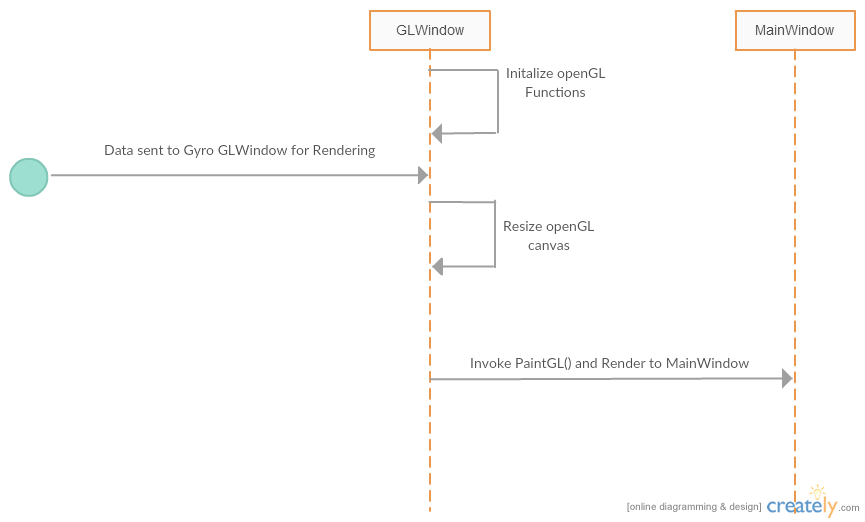 GLWindow
MainWindow
Initalize openGL
Functions
Data sent to Gyro GLWindow for Rendering
Resize openGL
canvas
Invoke PaintGL() and Render to MainWindow
[online diagramming & design] creately.com